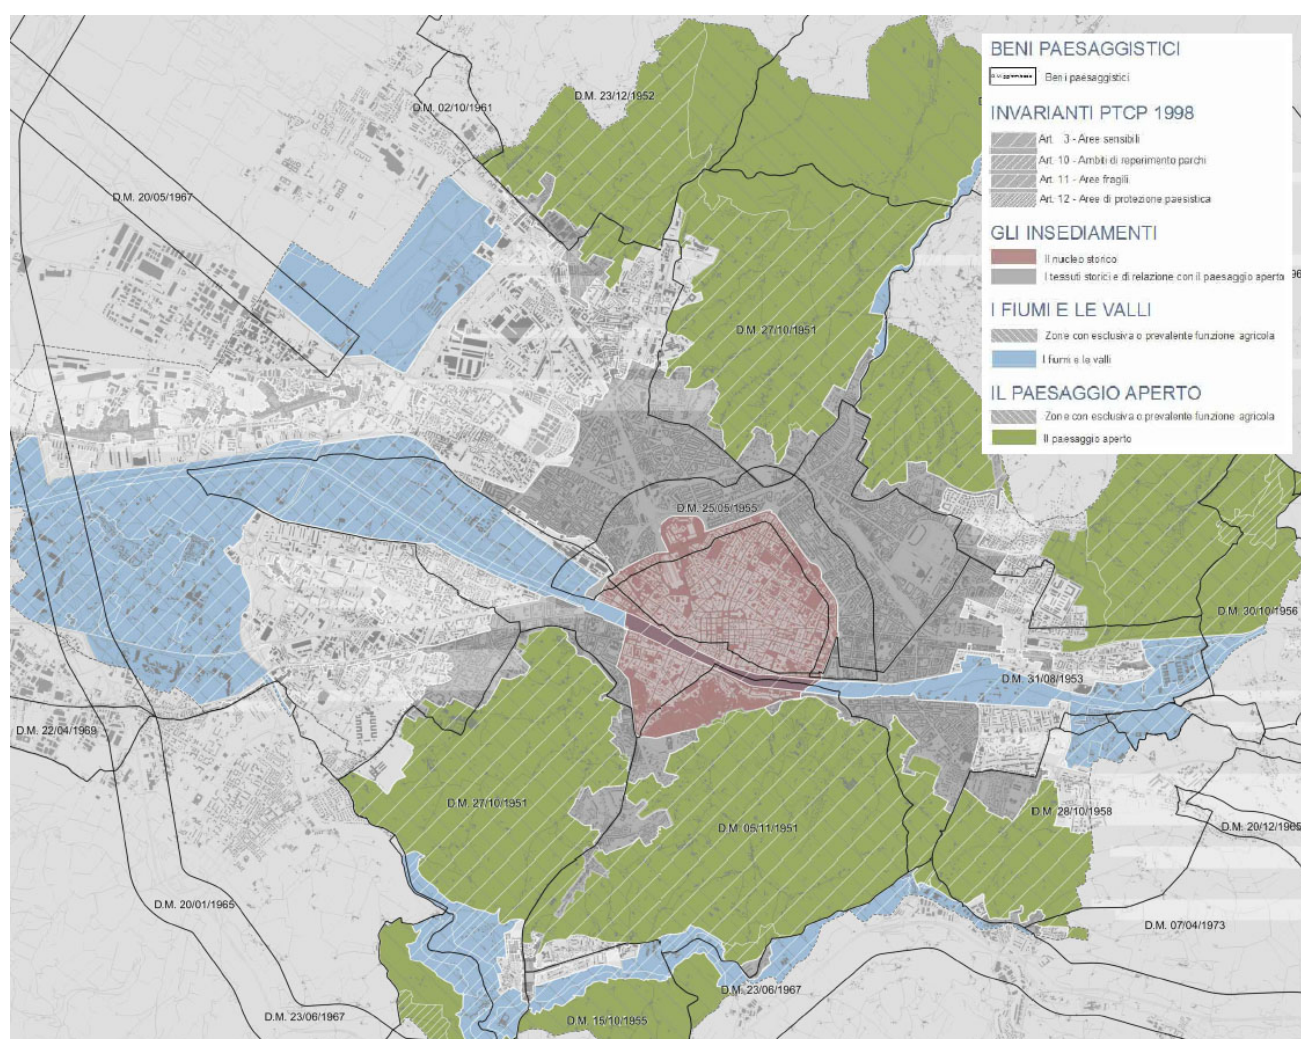 BENI PAESAGGISTICI
Beni paesaggistici
INVARIANTI PTCP 1998
Art. 3 - Aree sensibili
Art. 10 - Ambiti di reperimento parchi
Art. 11 - Aree fragili
Art. 12 - Aree di protezione paesistica
GLI INSEDIAMENTI
Il nucleo storico
I tessuti storici e di relazione con il paesaggio aperto
I FIUMI E LE VALLI
Zone con esclusiva o prevalente funzione agricola
I fiumi e le valli
IL PAESAGGIO APERTO
Zone con esclusiva o prevalente funzione agricola
Il paesaggio aperto
D.M. 23/12/1952
D.M. 02/10/1961
D.M. 20/05/1967
D.M. 27/10/1951
D.M. 25/05/1955
D.M. 30/10/1956
D.M. 31/08/1953
D.M. 22/04/1969
D.M. 27/10/1951
D.M. 05/11/1951
D.M. 28/10/1958
D.M. 20/12/1965
D.M. 20/01/1965
D.M. 07/04/1973
D.M. 23/06/1967
D.M. 23/06/1967
D.M. 15/10/1955